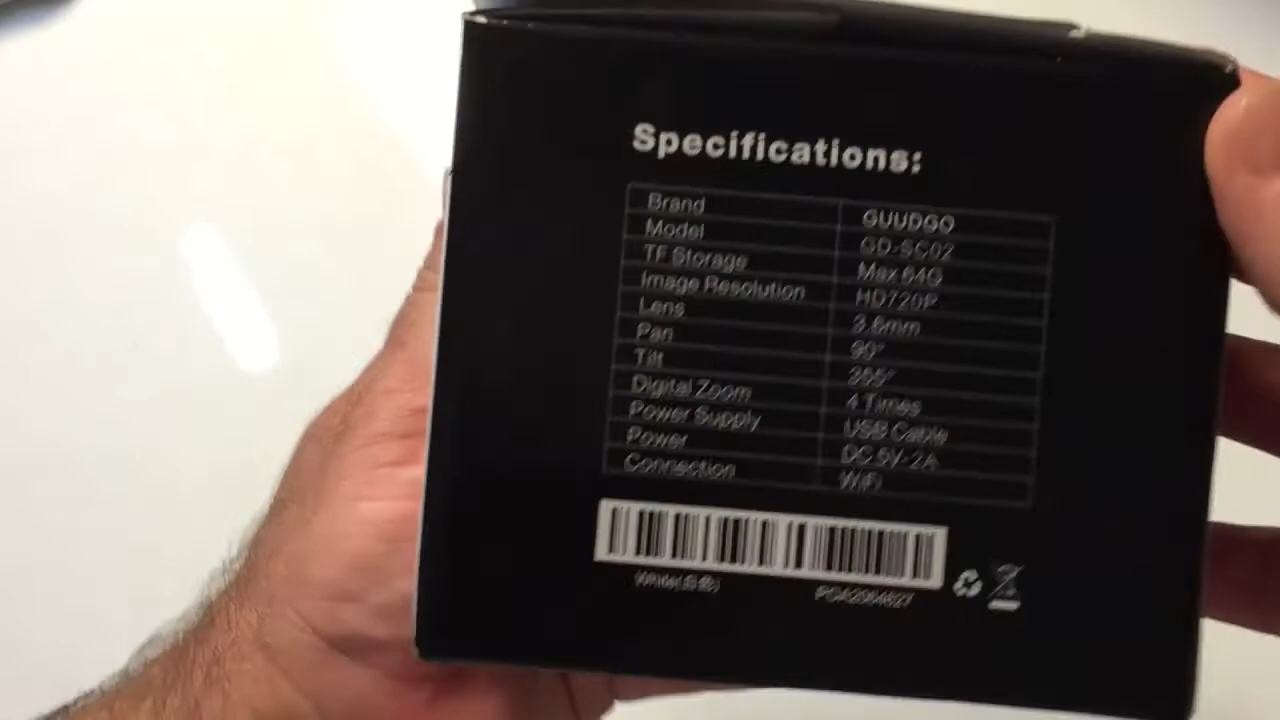 Specifications:
Brand GUUDGO
Model GD-SC02
TF Storage Max 64G
Image Resolution HD720P
Lens 3.6mm
Pan 90°
Tilt 355°
Digital Zoom 4 Times
Power Supply USB Cable
Power DC 5V-2A
Connection WiFi